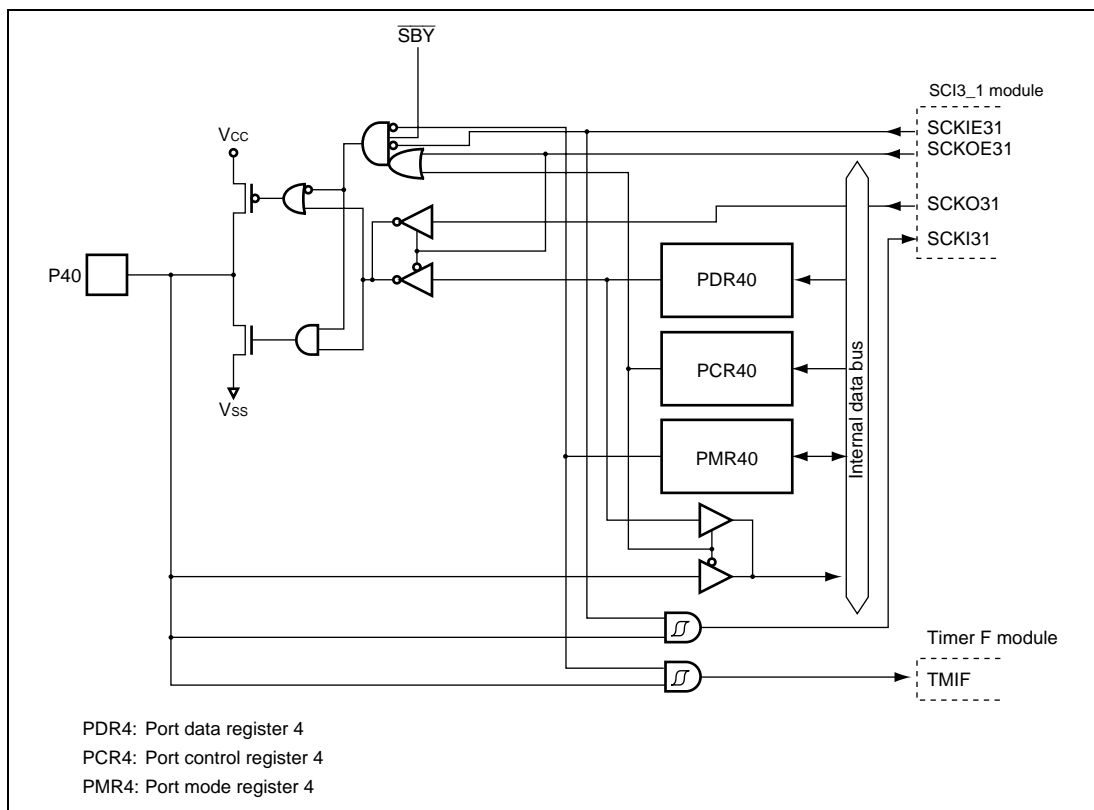 SBY
SCI3_1 module
VCC
SCKIE31
SCKOE31
SCKO31
SCKI31
P40
PDR40
PCR40
VSS
PMR40
Internal data bus
Timer F module
TMIF
PDR4: Port data register 4
PCR4: Port control register 4
PMR4: Port mode register 4